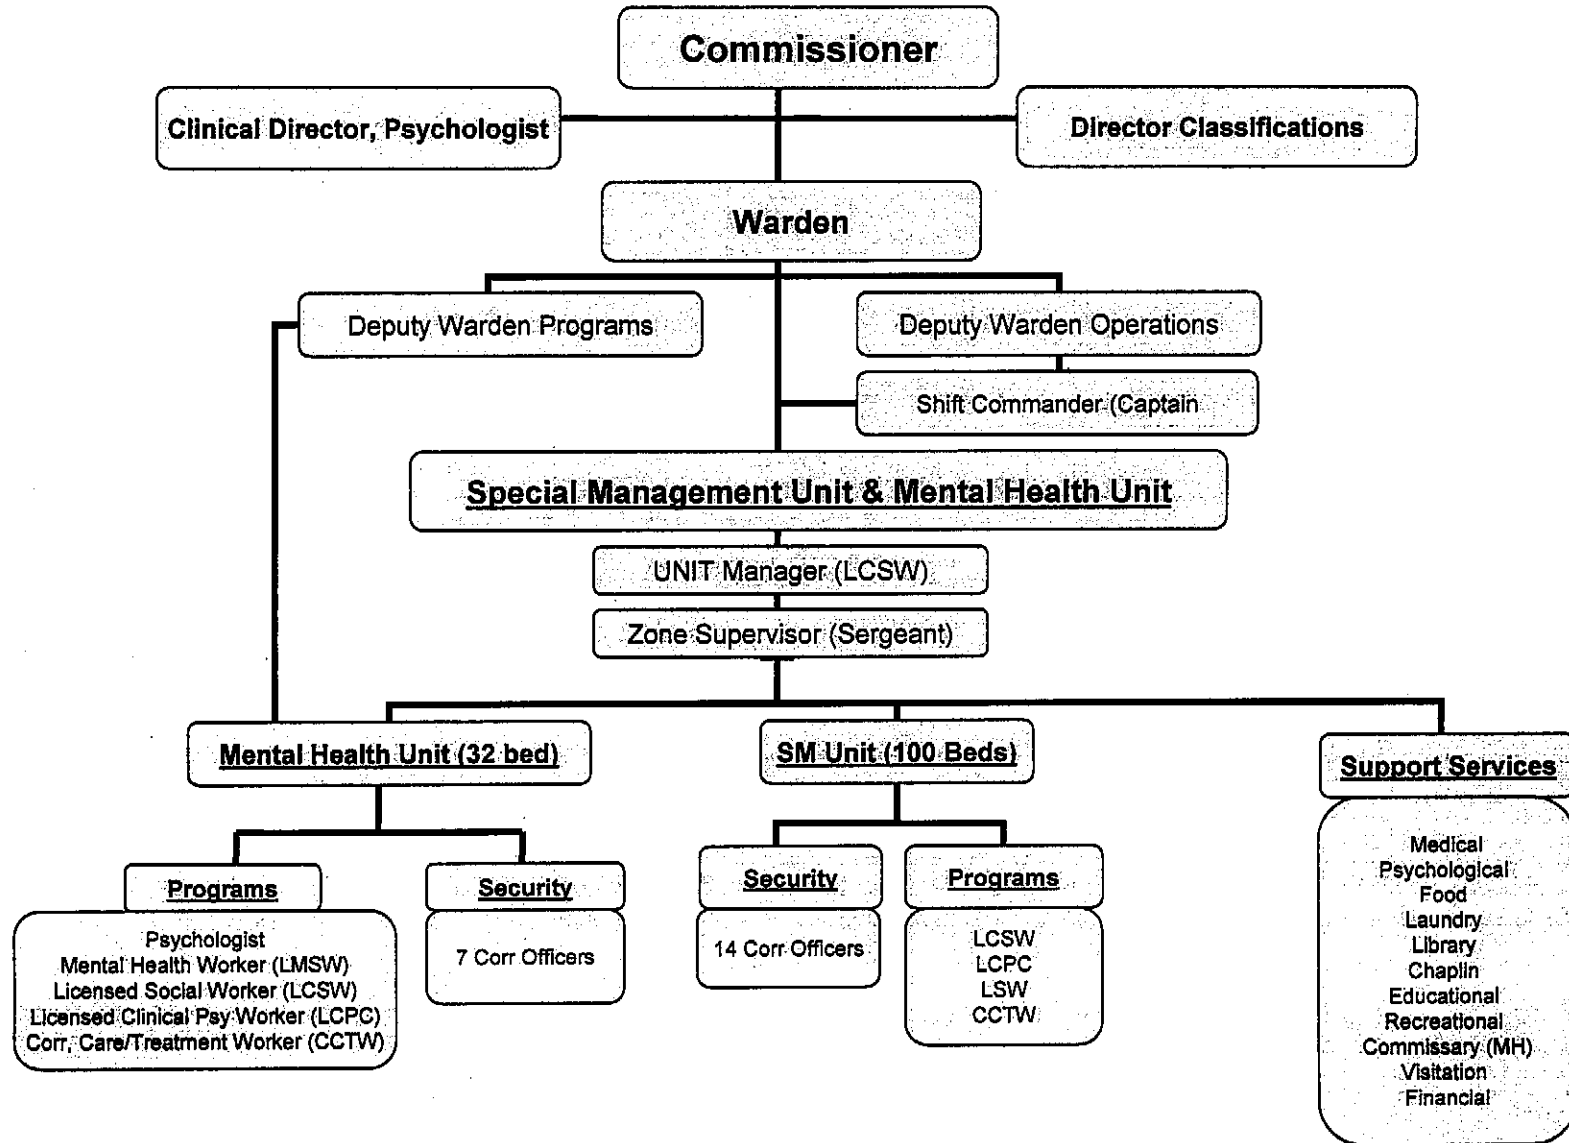 Commissioner
Clinical Director, Psychologist
Director Classifications
Warden
Deputy Warden Programs
Deputy Warden Operations
Shift Commander (Captain
Special Management Unit & Mental Health Unit
UNIT Manager (LCSW)
Zone Supervisor (Sergeant)
Mental Health Unit (32 bed)
SM Unit (100 Beds)
Support Services
Programs
Psychologist
Mental Health Worker (LMSW)
Licensed Social Worker (LCSW)
Licensed Clinical Psy Worker (LCPC)
Corr, Care/Treatment Worker (CCTW)
Security
7 Corr Officers
Security
14 Corr Officers
Programs
LCSW
LCPC
LSW
CCTW
Medical
Psychological
Food
Laundry
Library
Chaplin
Educational
Recreational
Commissary (MH)
Visitation
Financial